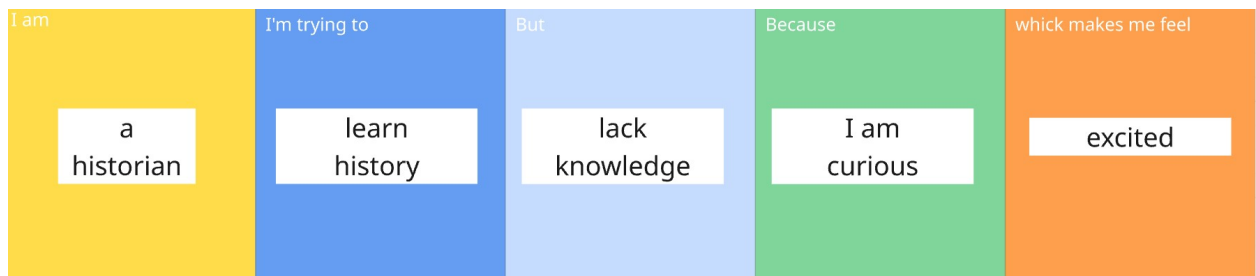 I am
a
historian
I'm trying to
learn
history
But
lack
knowledge
Because
I am
curious
whick makes me feel
excited